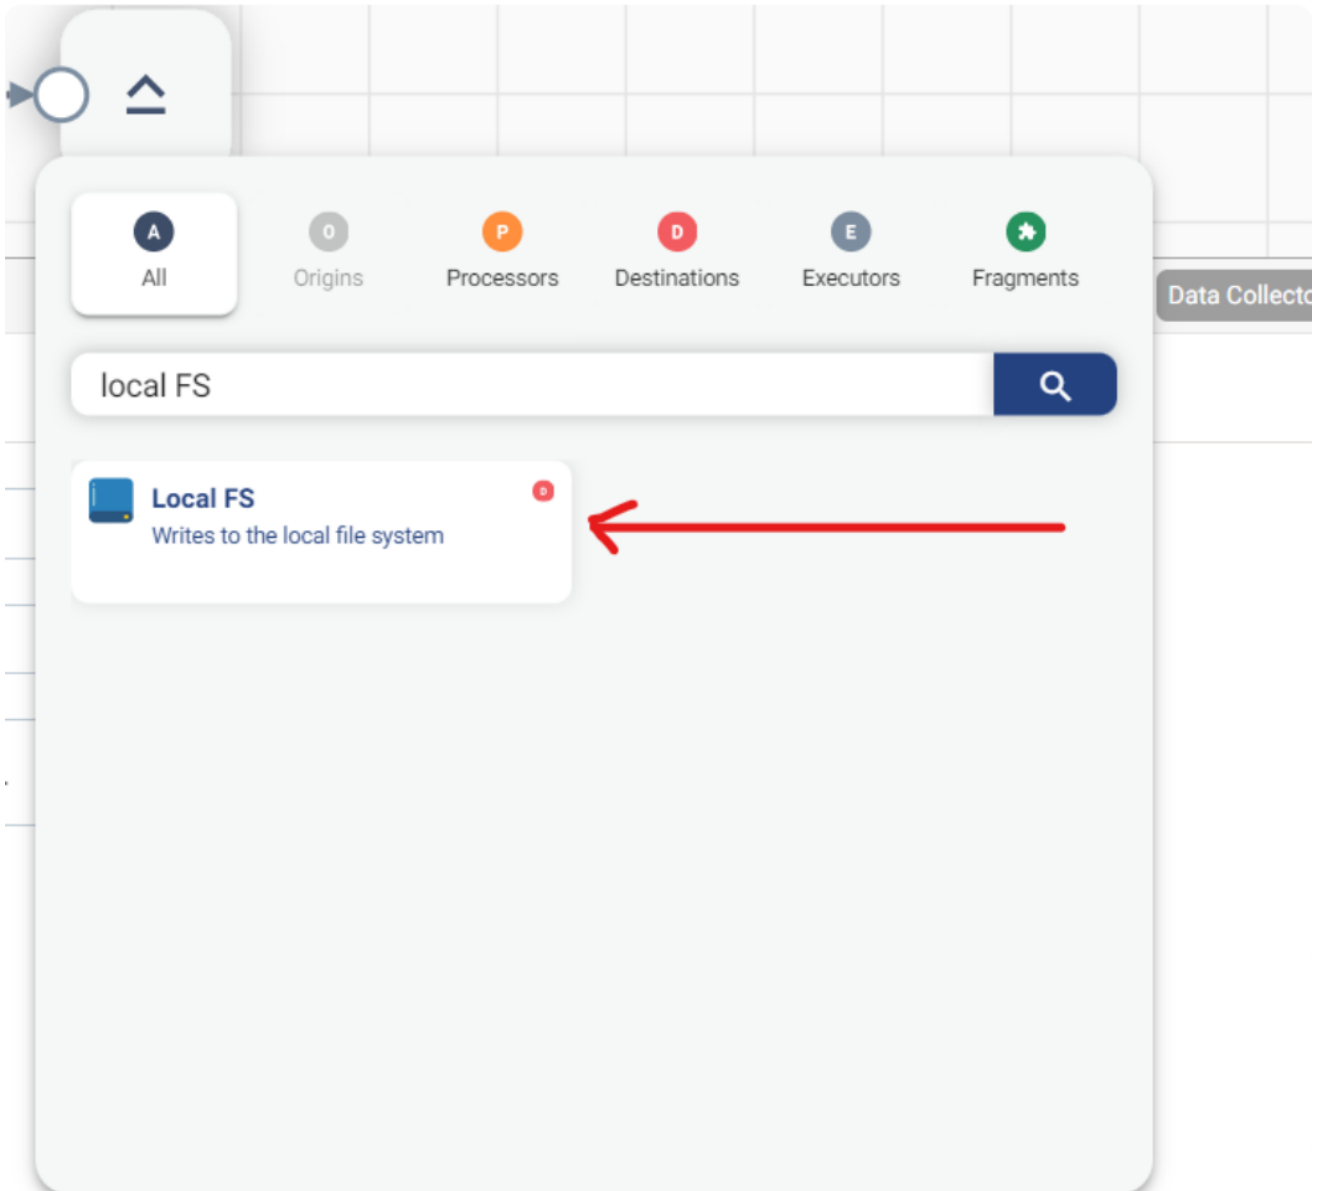 A
O
P
D
E
All
Origins
Processors
Destinations
Executors
Fragments
Data Collecto
local FS
Local FS
D
Writes to the local file system